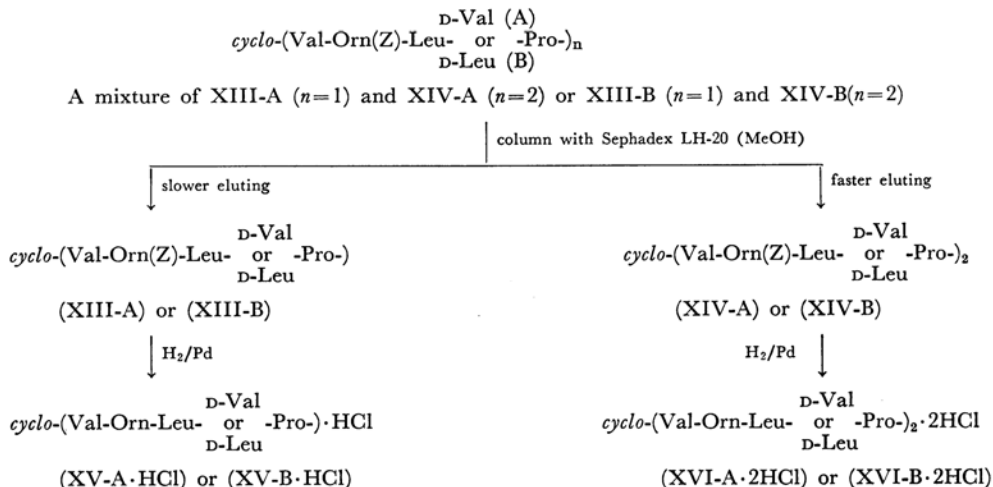 D-Val (A)
cyclo-(Val-Orn(Z)-Leu- or -Pro-)n
D-Leu (B)
A mixture of XIII-A (n=1) and XIV-A (n=2) or XIII-B (n=1) and XIV-B(n=2)
column with Sephadex LH-20 (MeOH)
slower eluting
faster eluting
D-Val
cyclo-(Val-Orn(Z)-Leu- or -Pro-)
D-Leu
(XIII-A) or (XIII-B)
D-Val
cyclo-(Val-Orn(Z)-Leu- or -Pro-)₂
D-Leu
(XIV-A) or (XIV-B)
H₂/Pd
H₂/Pd
D-Val
cyclo-(Val-Orn-Leu- or -Pro-)·HCl
D-Leu
(XV-A·HCl) or (XV-B·HCl)
D-Val
cyclo-(Val-Orn-Leu- or -Pro-)₂·2HCl
D-Leu
(XVI-A·2HCl) or (XVI-B·2HCl)